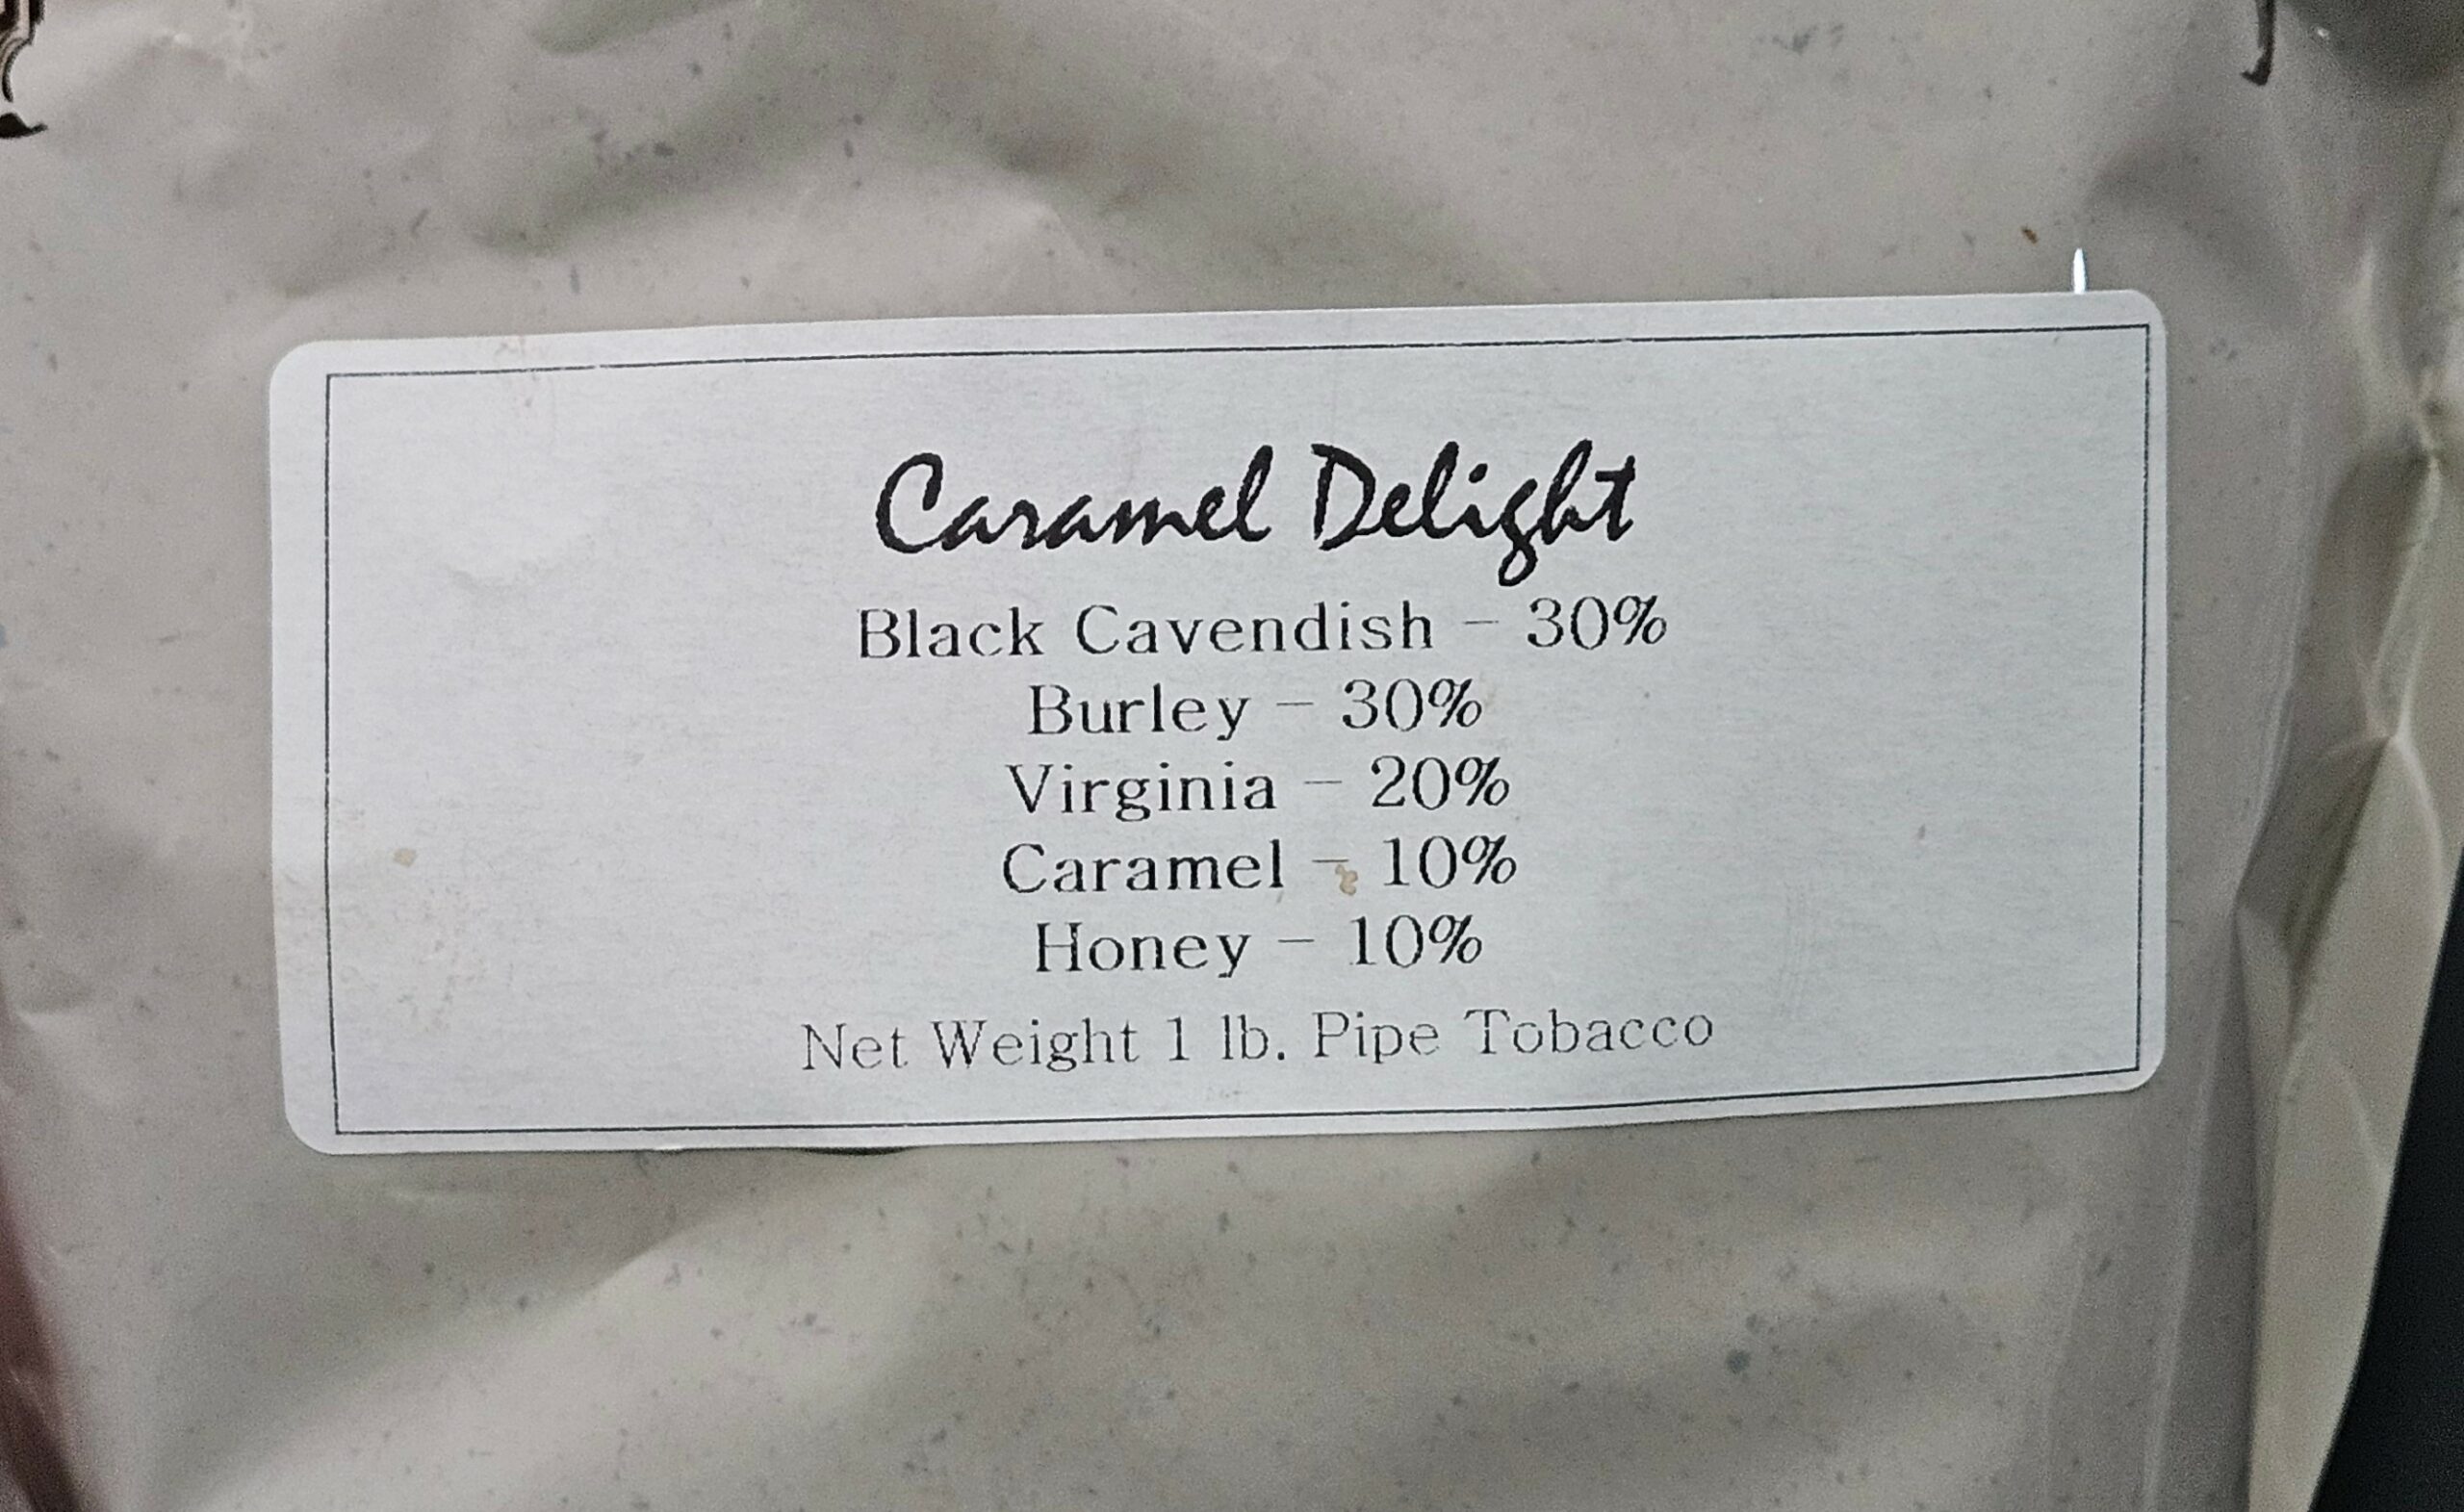 Caramel Delight
Black Cavendish - 30%
Burley - 30%
Virginia - 20%
Caramel - 10%
Honey - 10%
Net Weight 1 lb. Pipe Tobacco